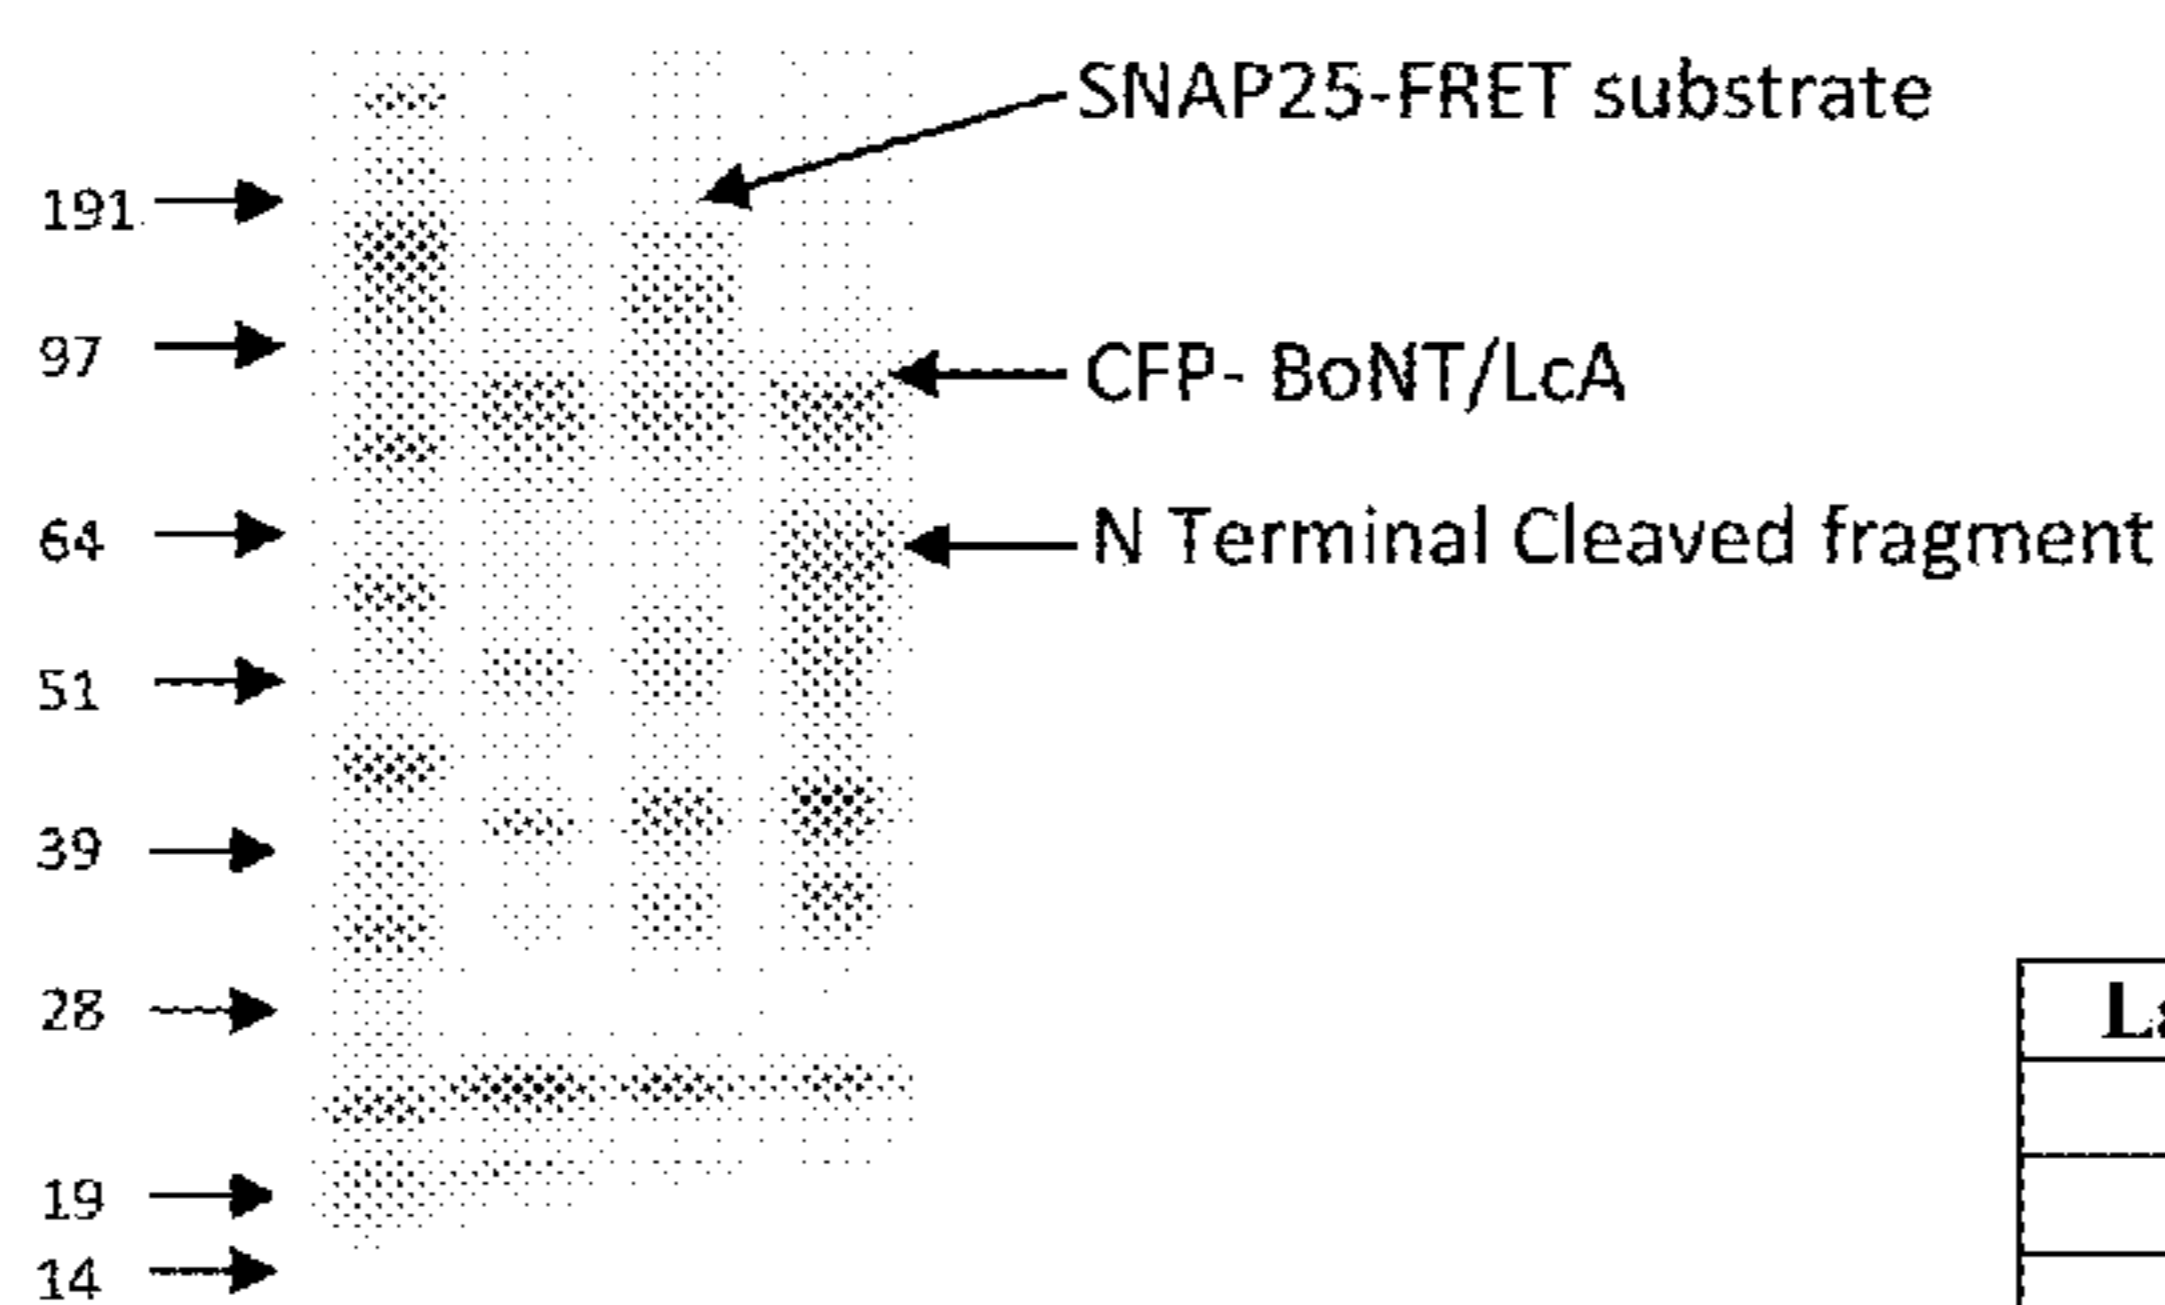 SNAP25-FRET substrate
191
97
CFP- BoNT/LcA
64
N Terminal Cleaved fragment
51
39
28
19
14